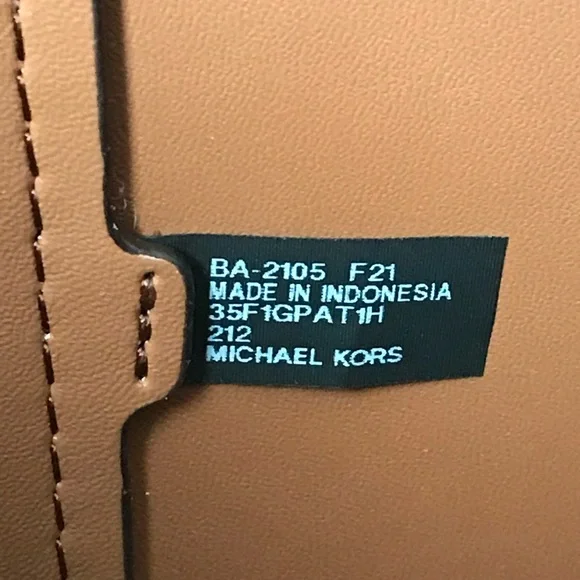 BA-2105 F21
MADE IN INDONESIA
35F1GPAT1H
212
MICHAEL KORS